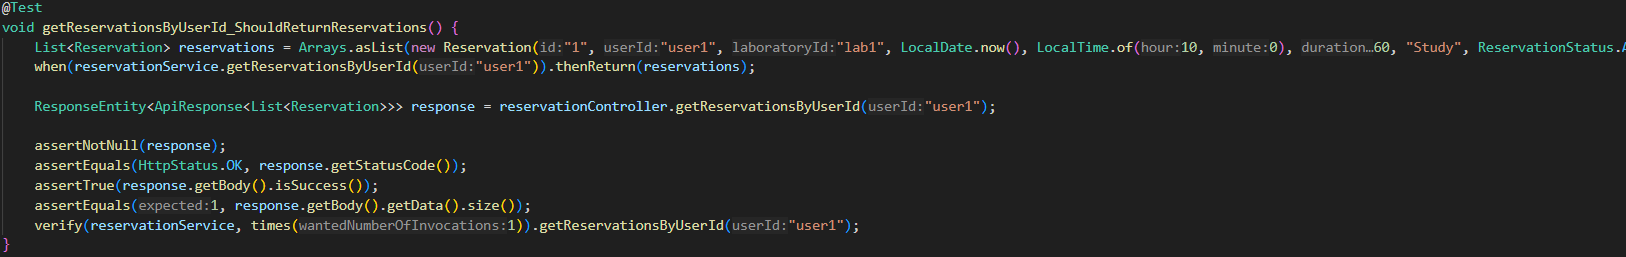 @Test
void getReservationsByUserId_ShouldReturnReservations() {
List<Reservation> reservations = Arrays.asList(new Reservation(id:"1", userId:"user1", laboratoryId:"lab1", LocalDate.now(), LocalTime.of(hour:10, minute:0), duration…60, "Study", ReservationStatus.A
when(reservationService.getReservationsByUserId(userId:"user1")).thenReturn(reservations);
ResponseEntity<ApiResponse<List<Reservation>>> response = reservationController.getReservationsByUserId(userId:"user1");
assertNotNull(response);
assertEquals(HttpStatus.OK, response.getStatusCode());
assertTrue(response.getBody().isSuccess());
assertEquals(expected:1, response.getBody().getData().size());
verify(reservationService, times(wantedNumberOfInvocations:1)).getReservationsByUserId(userId:"user1");
}